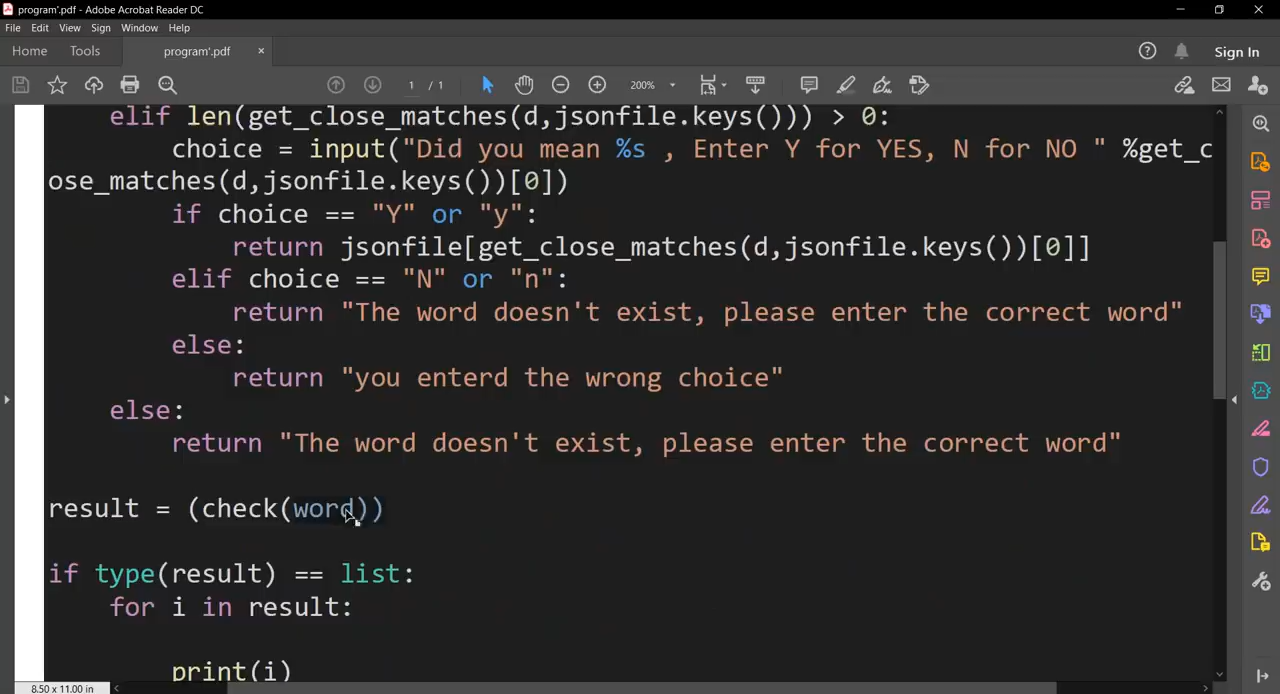 program'.pdf - Adobe Acrobat Reader DC
File Edit View Sign Window Help
Home Tools program'.pdf × Sign In
1 / 1 200%
elif len(get_close_matches(d,jsonfile.keys())) > 0:
choice = input("Did you mean %s , Enter Y for YES, N for NO " %get_c
ose_matches(d,jsonfile.keys())[0])
if choice == "Y" or "y":
return jsonfile[get_close_matches(d,jsonfile.keys())[0]]
elif choice == "N" or "n":
return "The word doesn't exist, please enter the correct word"
else:
return "you enterd the wrong choice"
else:
return "The word doesn't exist, please enter the correct word"
result = (check(word))
if type(result) == list:
for i in result:
print(i)
8.50 x 11.00 in